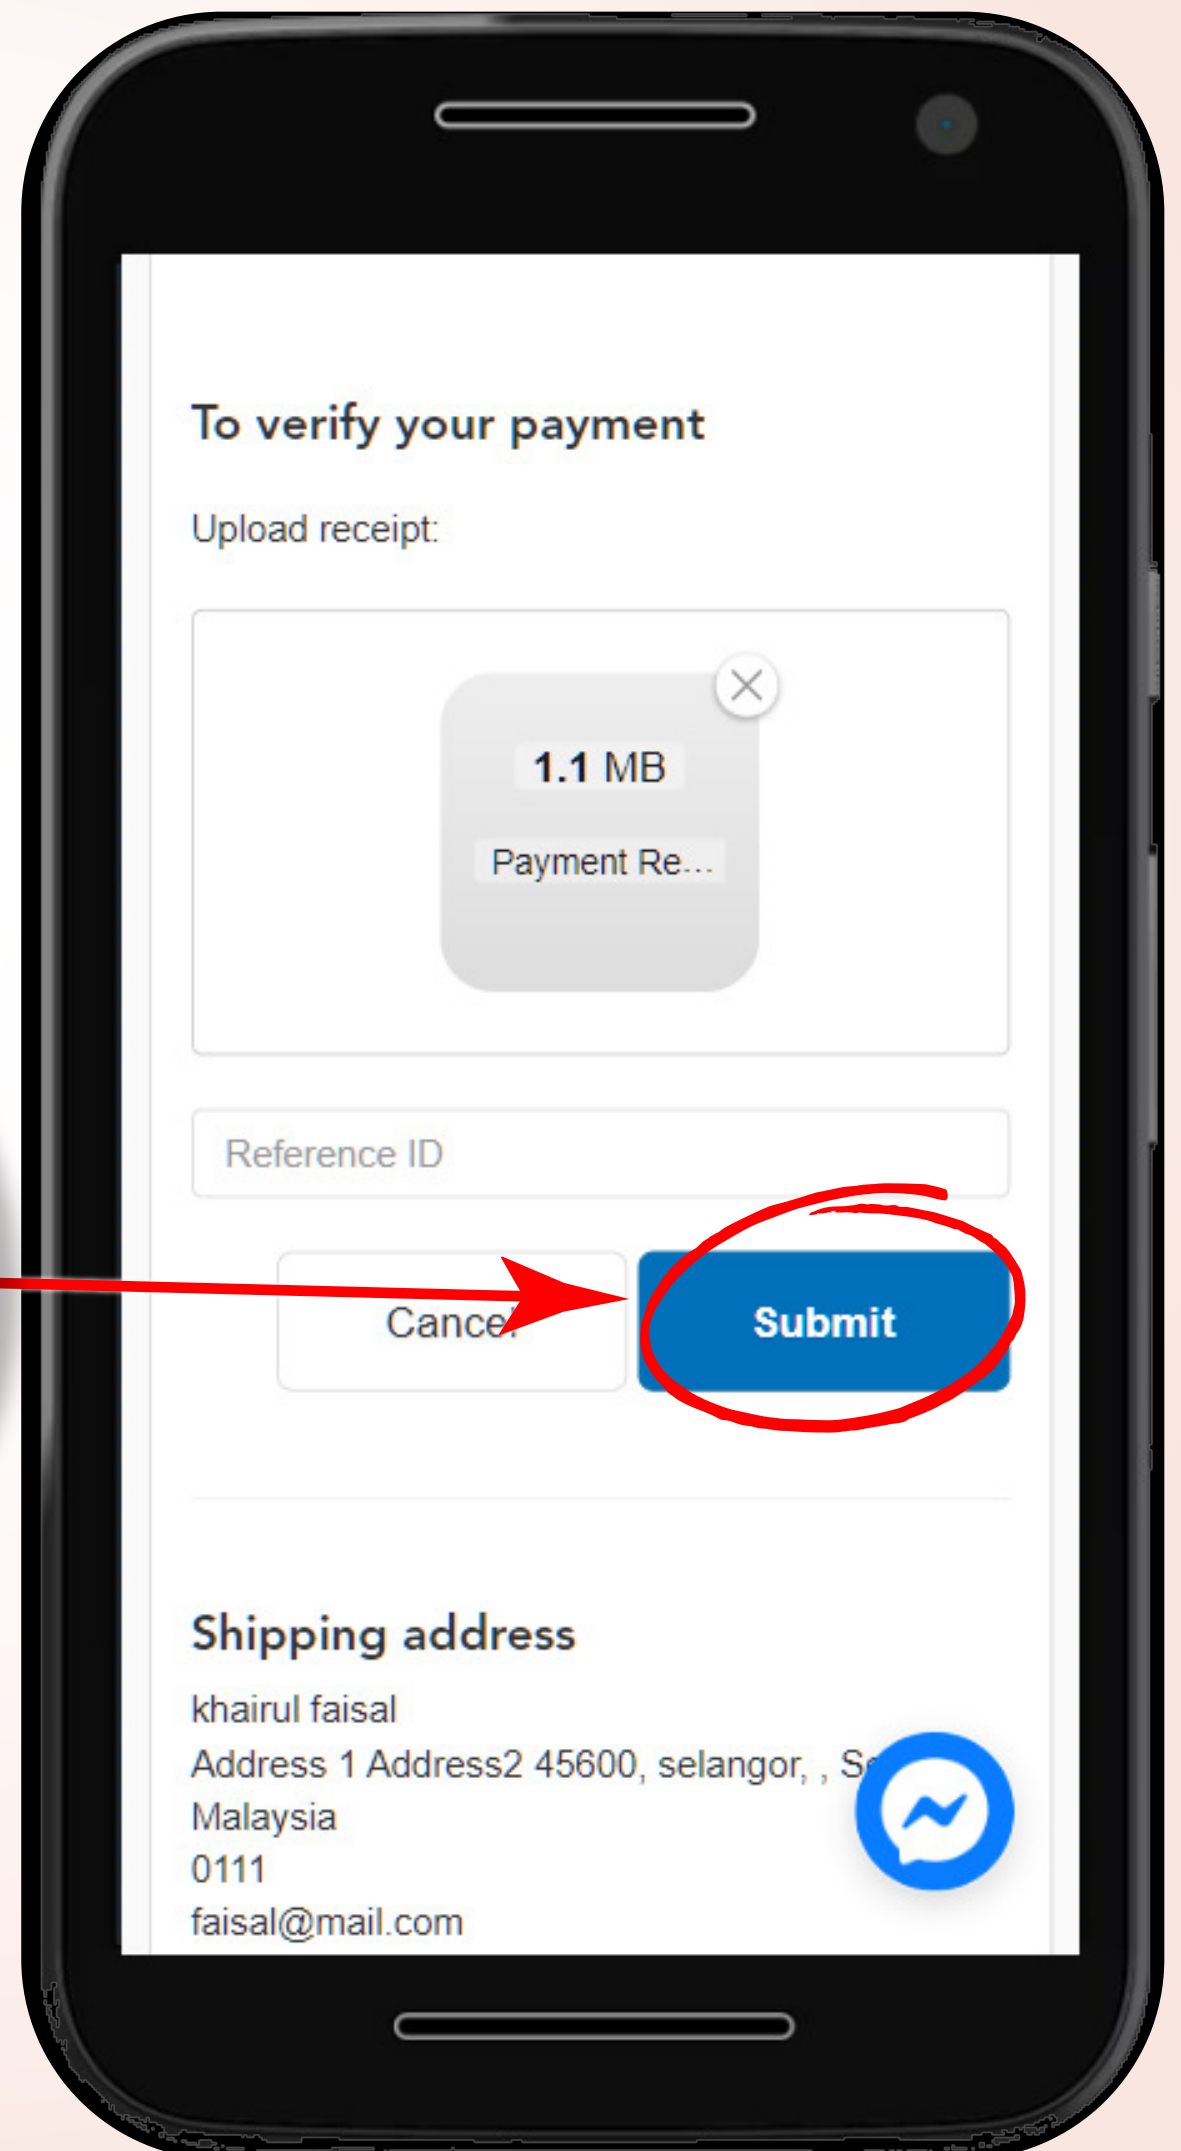 To verify your payment
Upload receipt:
1.1 MB
Payment Re...
Reference ID
Cancel
Submit
Shipping address
khairul faisal
Address 1 Address2 45600, selangor, ,
Malaysia
0111
faisal@mail.com